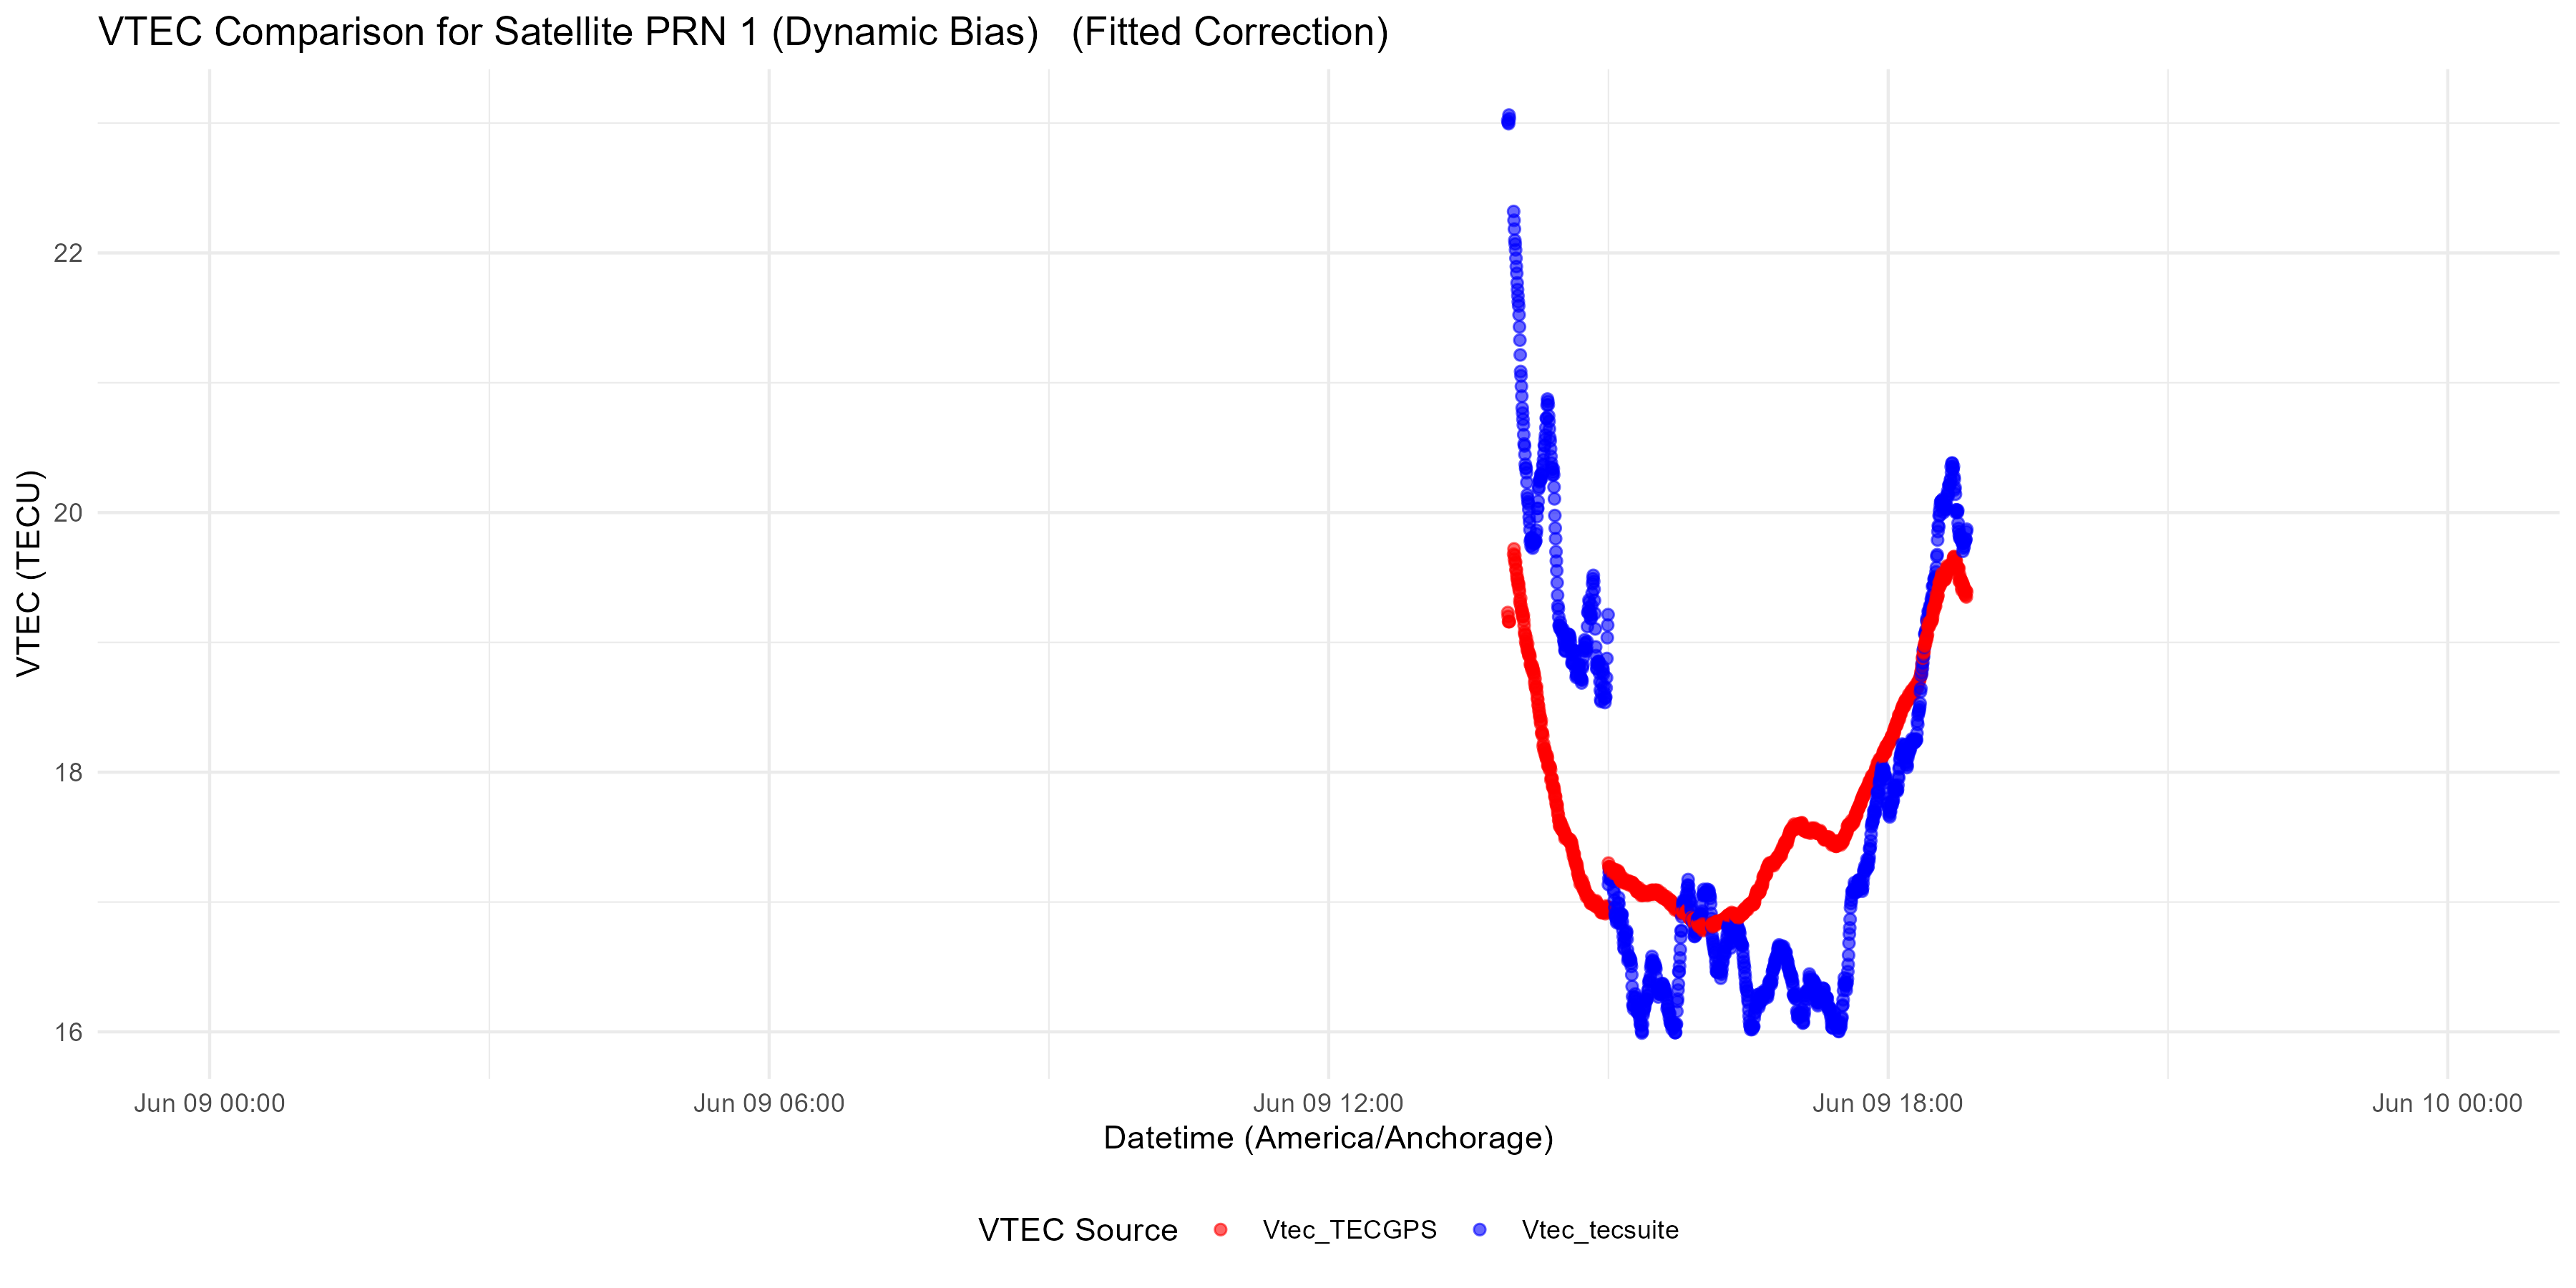 VTEC Comparison for Satellite PRN 1 (Dynamic Bias)   (Fitted Correction)
VTEC (TECU)
22
20
18
16
Jun 09 00:00
Jun 09 06:00
Jun 09 12:00
Jun 09 18:00
Jun 10 00:00
Datetime (America/Anchorage)
VTEC Source
Vtec_TECGPS
Vtec_tecsuite